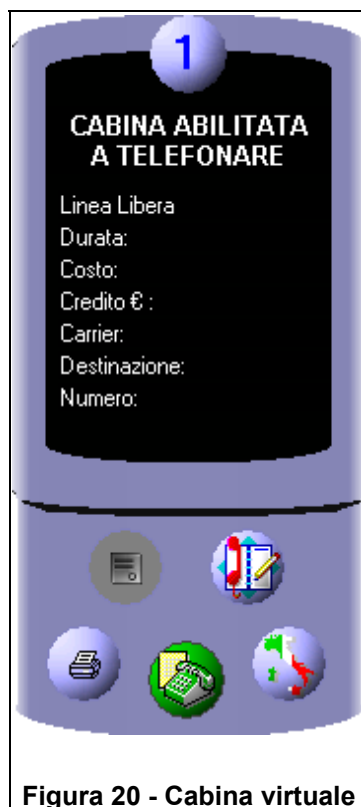 1
CABINA ABILITATA
A TELEFONARE
Linea Libera
Durata:
Costo:
Credito € :
Carrier:
Destinazione:
Numero:
Figura 20 - Cabina virtuale